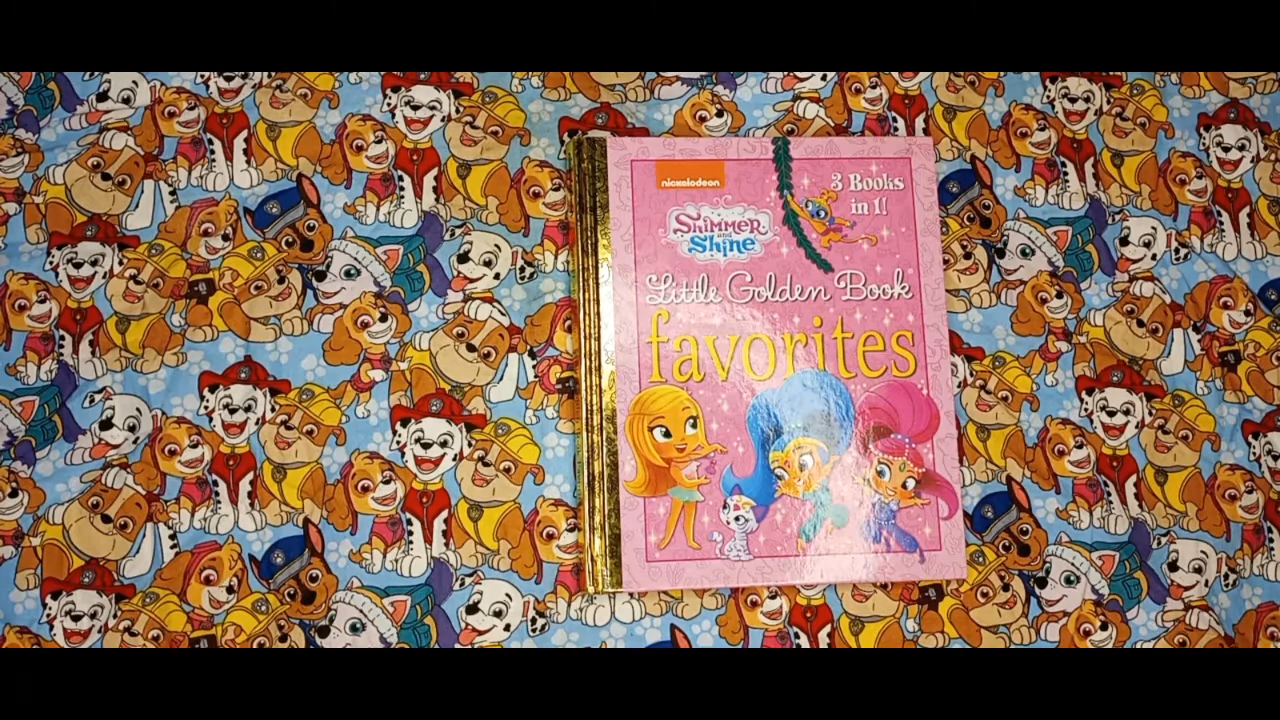 nickelodeon
3 Books
in 1!
Shimmer
and
Shine
Little Golden Book
favorites